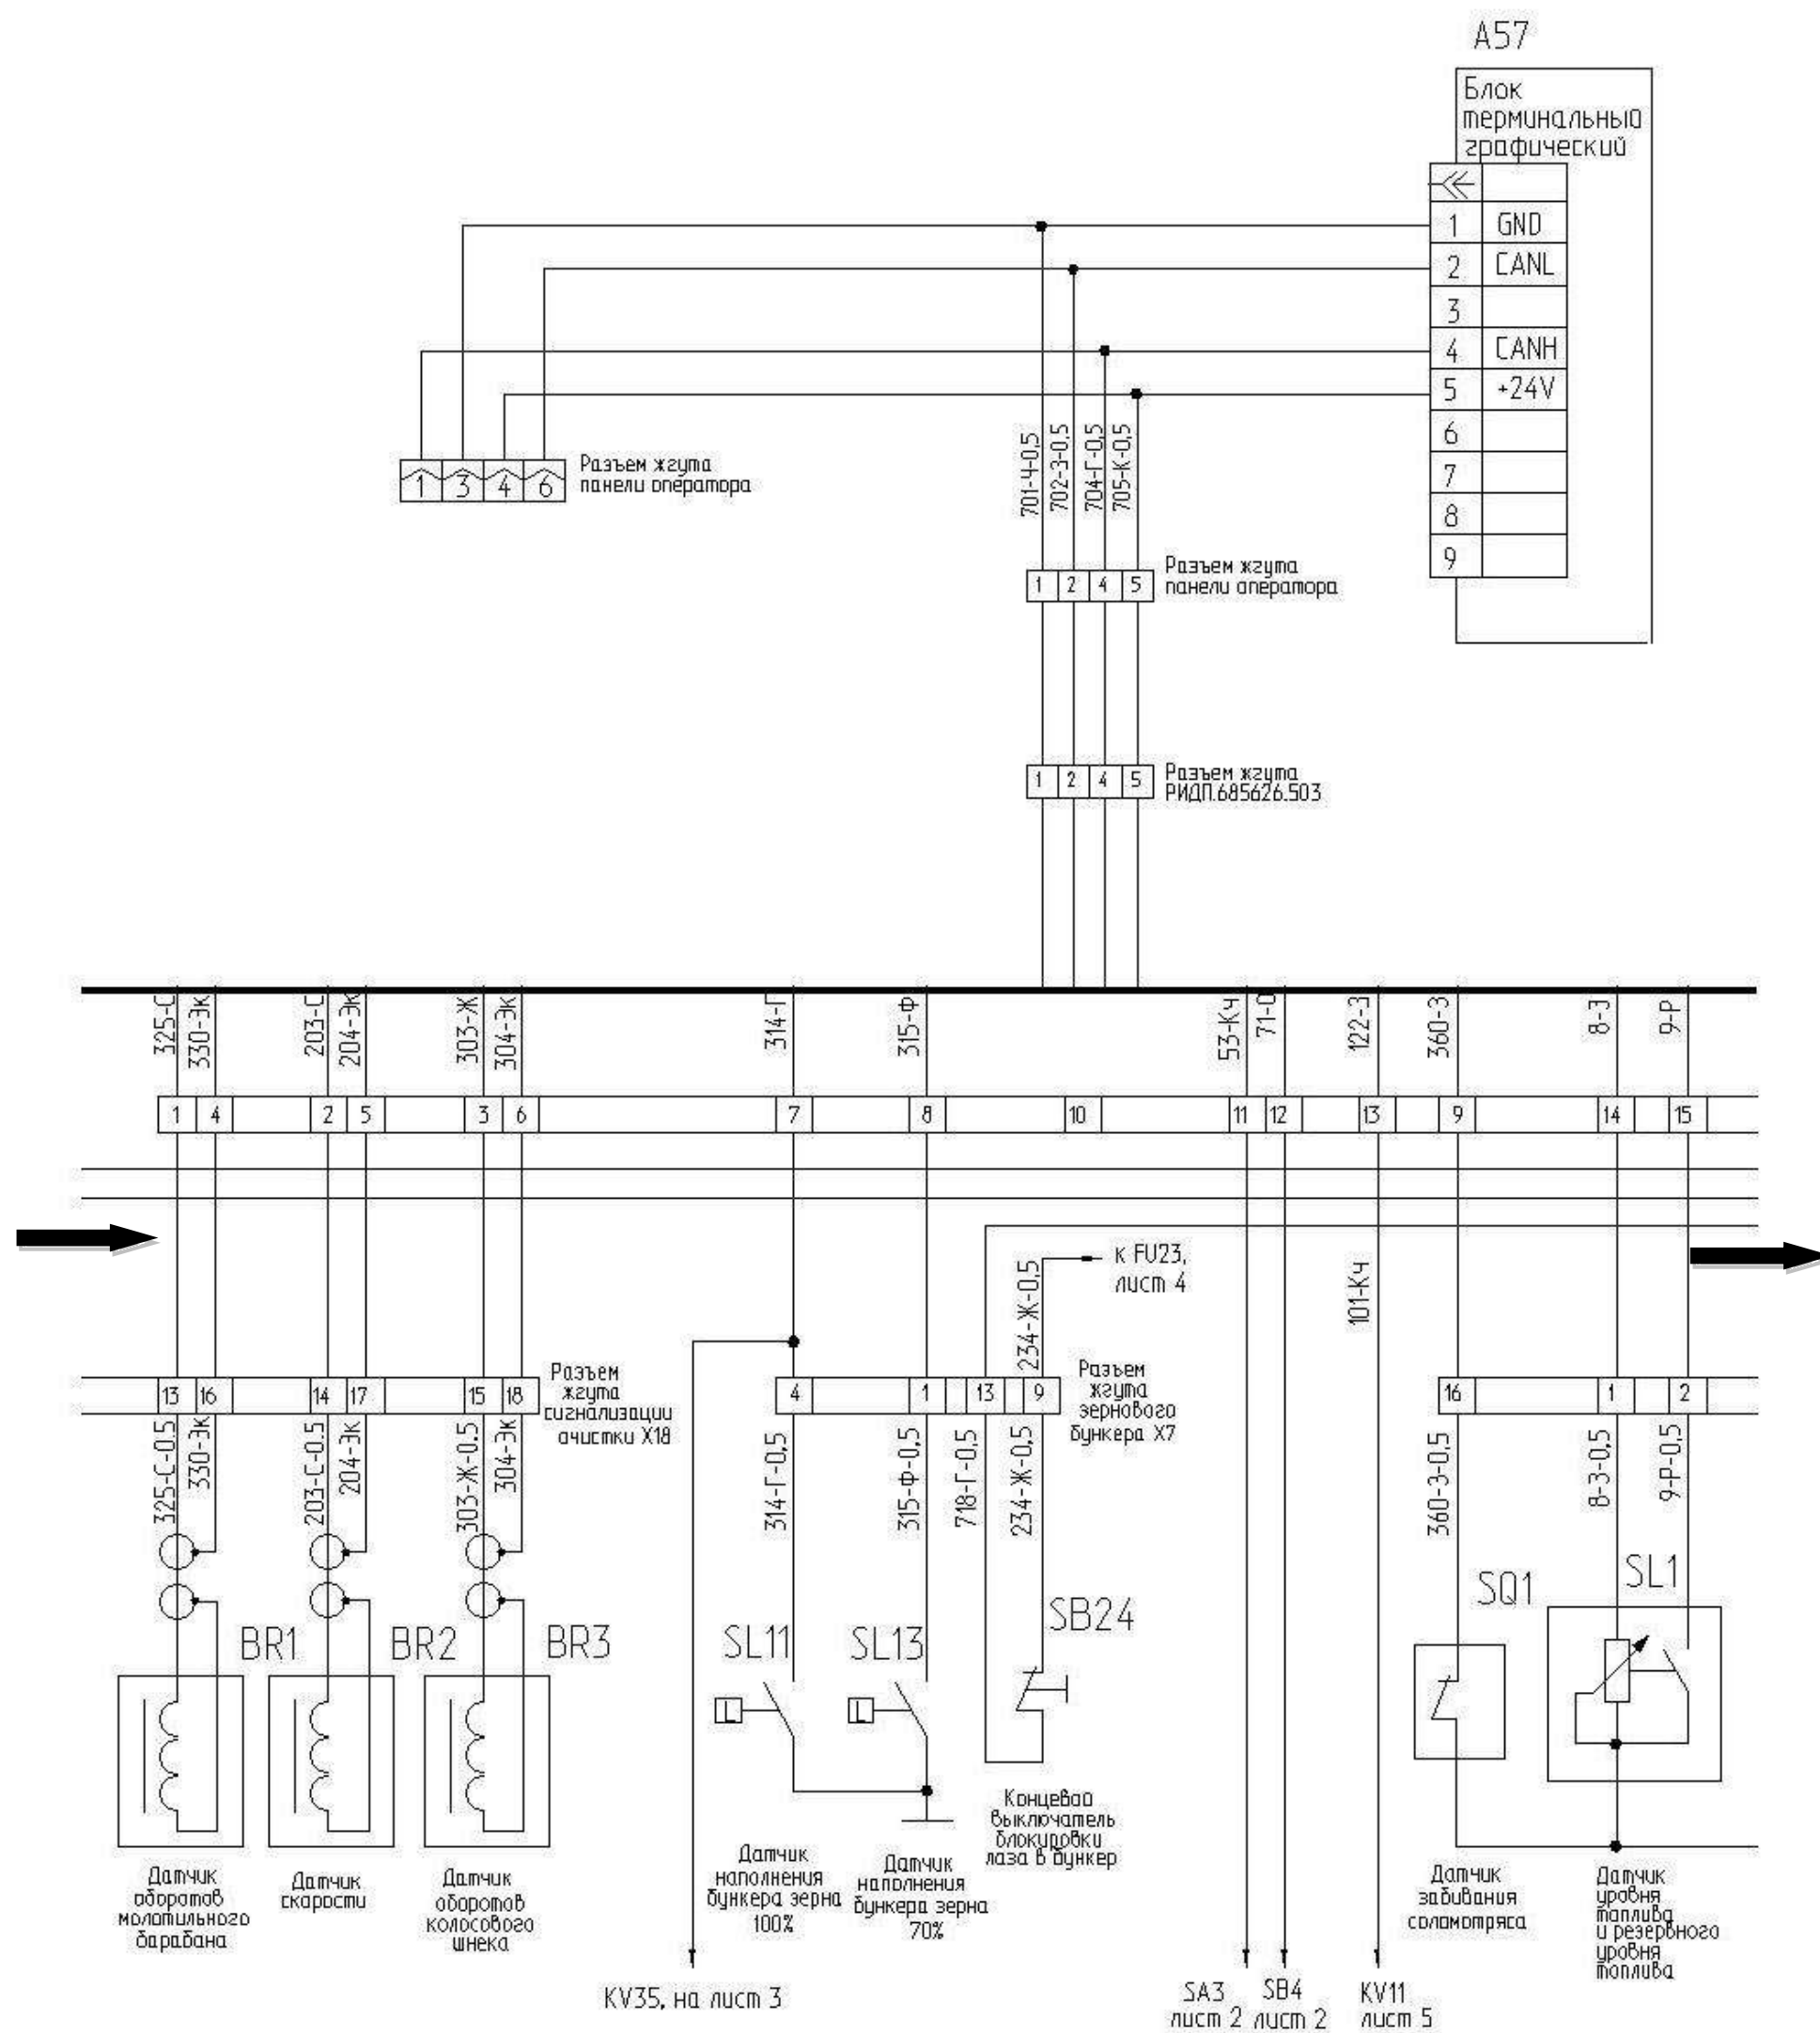 A57
Блок
терминальный
графический
1 GND
2 CANL
3
4 CANH
5 +24V
6
7
8
9
1 3 4 6
Разъем жгута
панели оператора
701-Ч-0,5
702-З-0,5
704-Г-0,5
705-К-0,5
1 2 4 5
Разъем жгута
панели оператора
1 2 4 5
Разъем жгута
РИДП.685626.503
325-С
330-Эк
203-С
204-Эк
303-Ж
304-Эк
314-Г
315-Ф
53-Кч
71-О
122-З
360-З
8-З
9-Р
1 4 2 5 3 6 7 8 10 11 12 13 9 14 15
к FU23,
лист 4
234-Ж-0,5
101-Кч
13 16 14 17 15 18
Разъем
жгута
сигнализации
очистки X18
4 1 13 9
Разъем
жгута
зернового
бункера X7
16 1 2
325-С-0.5
330-Эк
203-С-0.5
204-Эк
303-Ж-0.5
304-Эк
314-Г-0,5
315-Ф-0,5
718-Г-0,5
234-Ж-0,5
360-З-0,5
8-З-0,5
9-Р-0,5
BR1
BR2
BR3
SL11
SL13
SB24
SQ1
SL1
L
L
Датчик
оборотов
молотильного
барабана
Датчик
скорости
Датчик
оборотов
колосового
шнека
Датчик
наполнения
бункера зерна
100%
Датчик
наполнения
бункера зерна
70%
Концевой
выключатель
блокировки
лаза в бункер
Датчик
забивания
соломотряса
Датчик
уровня
топлива
и резервного
уровня
топлива
KV35, на лист 3
SA3
лист 2
SB4
лист 2
KV11
лист 5